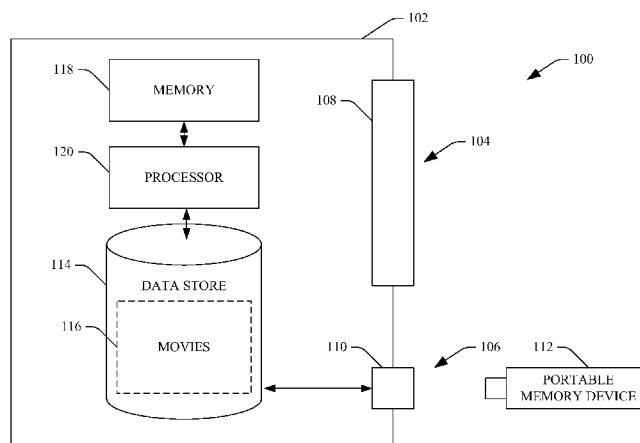 102
118
MEMORY
100
108
104
120
PROCESSOR
114
DATA STORE
116
MOVIES
110
106
112
PORTABLE
MEMORY DEVICE